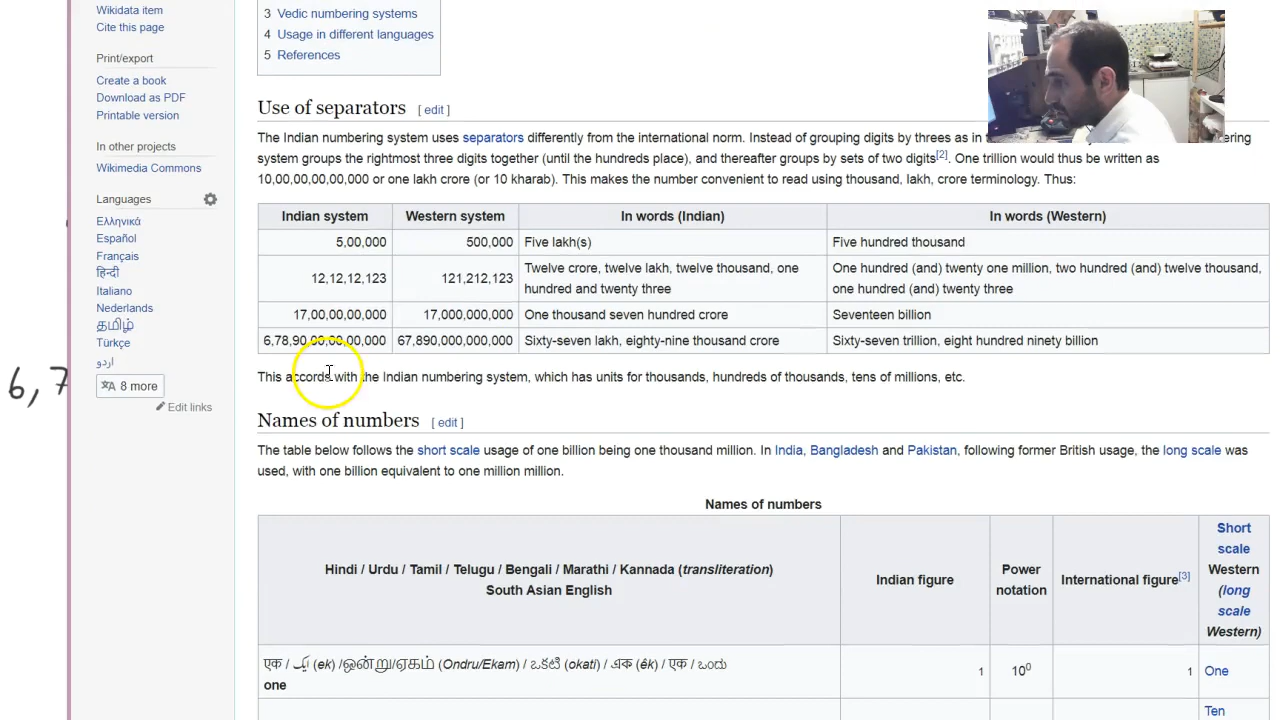 Wikidata item
Cite this page
Print/export
Create a book
Download as PDF
Printable version
In other projects
Wikimedia Commons
Languages
Ελληνικά
Español
Français
हिन्दी
Italiano
Nederlands
தமிழ்
Türkçe
اردو
8 more
Edit links
6,7
3 Vedic numbering systems
4 Usage in different languages
5 References
Use of separators [ edit ]
The Indian numbering system uses separators differently from the international norm. Instead of grouping digits by threes as in
system groups the rightmost three digits together (until the hundreds place), and thereafter groups by sets of two digits[2]. One trillion would thus be written as
10,00,00,00,00,000 or one lakh crore (or 10 kharab). This makes the number convenient to read using thousand, lakh, crore terminology. Thus:
Indian system Western system In words (Indian) In words (Western)
5,00,000 500,000 Five lakh(s) Five hundred thousand
12,12,12,123 121,212,123 Twelve crore, twelve lakh, twelve thousand, one hundred and twenty three One hundred (and) twenty one million, two hundred (and) twelve thousand, one hundred (and) twenty three
17,00,00,00,000 17,000,000,000 One thousand seven hundred crore Seventeen billion
6,78,90,00,00,00,000 67,890,000,000,000 Sixty-seven lakh, eighty-nine thousand crore Sixty-seven trillion, eight hundred ninety billion
This accords with the Indian numbering system, which has units for thousands, hundreds of thousands, tens of millions, etc.
Names of numbers [ edit ]
The table below follows the short scale usage of one billion being one thousand million. In India, Bangladesh and Pakistan, following former British usage, the long scale was
used, with one billion equivalent to one million million.
Names of numbers
Hindi / Urdu / Tamil / Telugu / Bengali / Marathi / Kannada (transliteration)
South Asian English
Indian figure
Power notation
International figure[3]
Short scale Western (long scale Western)
एक / ایک (ek) /ஒன்று/ஏகம் (Ondru/Ekam) / ఒకటి (okati) / এক (êk) / एक / ಒಂದು
one
1 10⁰ 1 One
Ten